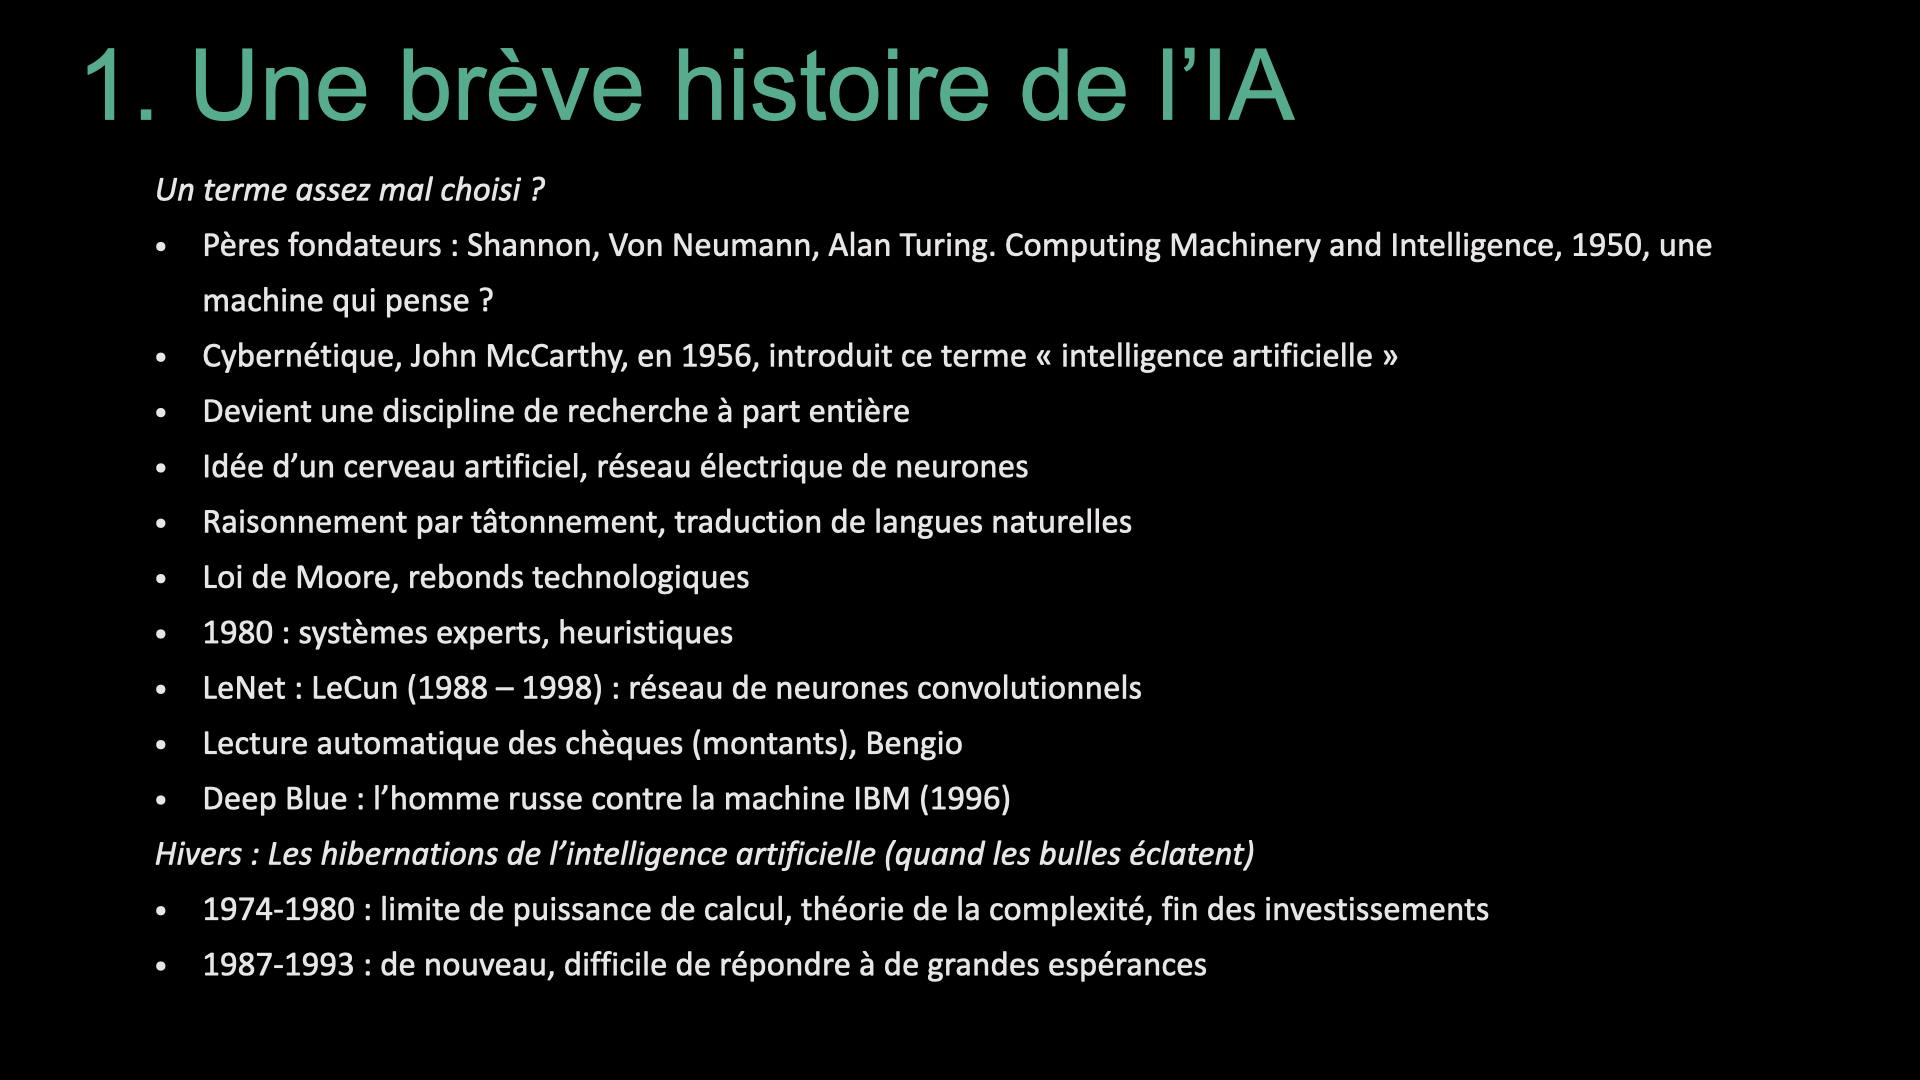 1. Une brève histoire de l’IA
Un terme assez mal choisi ?
• Pères fondateurs : Shannon, Von Neumann, Alan Turing. Computing Machinery and Intelligence, 1950, une
machine qui pense ?
• Cybernétique, John McCarthy, en 1956, introduit ce terme « intelligence artificielle »
• Devient une discipline de recherche à part entière
• Idée d’un cerveau artificiel, réseau électrique de neurones
• Raisonnement par tâtonnement, traduction de langues naturelles
• Loi de Moore, rebonds technologiques
• 1980 : systèmes experts, heuristiques
• LeNet : LeCun (1988 – 1998) : réseau de neurones convolutionnels
• Lecture automatique des chèques (montants), Bengio
• Deep Blue : l’homme russe contre la machine IBM (1996)
Hivers : Les hibernations de l’intelligence artificielle (quand les bulles éclatent)
• 1974-1980 : limite de puissance de calcul, théorie de la complexité, fin des investissements
• 1987-1993 : de nouveau, difficile de répondre à de grandes espérances